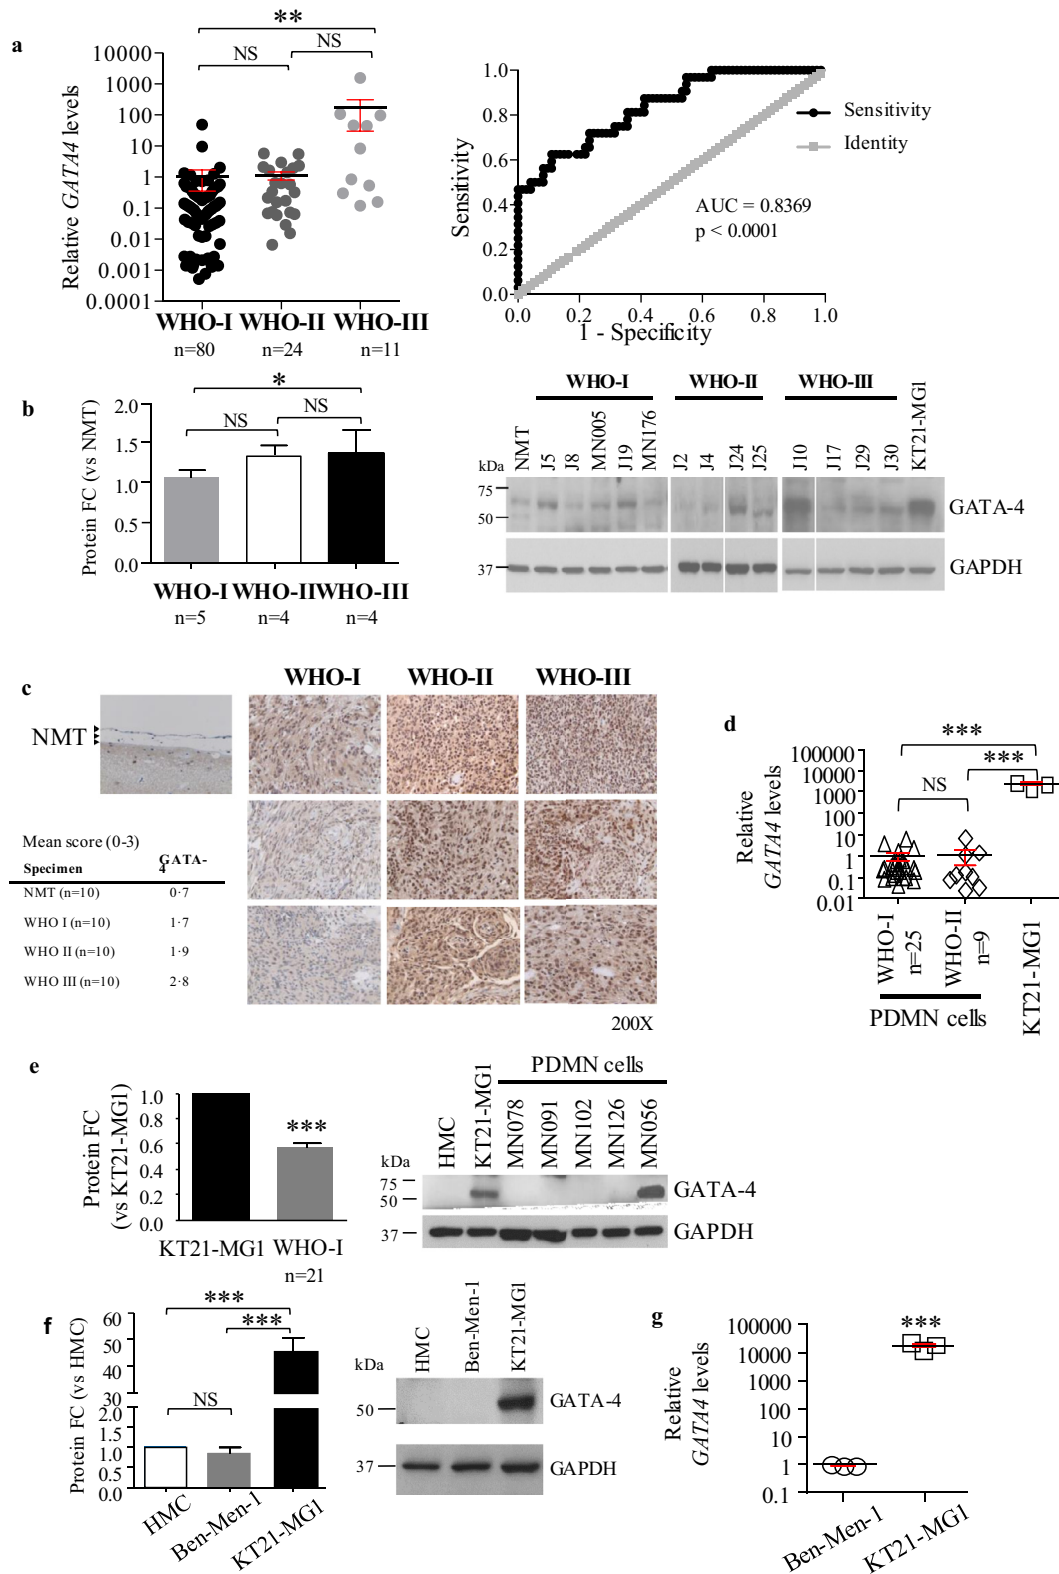 a
**
NS
NS
Relative GATA4 levels
10000
1000
100
10
1
0.1
0.01
0.001
0.0001
WHO-I WHO-II WHO-III
n=80 n=24 n=11
Sensitivity
1.0
0.8
0.6
0.4
0.2
0.0
0.0 0.2 0.4 0.6 0.8 1.0
1 - Specificity
Sensitivity
Identity
AUC = 0.8369
p < 0.0001
b
*
NS
NS
Protein FC (vs NMT)
2.0
1.5
1.0
0.5
0.0
WHO-I WHO-II WHO-III
n=5 n=4 n=4
WHO-I WHO-II WHO-III
NMT J5 J8 MN005 J19 MN176 J2 J4 J24 J25 J10 J17 J29 J30 KT21-MG1
kDa
75
50
37
GATA-4
GAPDH
c
WHO-I WHO-II WHO-III
NMT
Mean score (0-3)
Specimen GATA-4
NMT (n=10) 0·7
WHO I (n=10) 1·7
WHO II (n=10) 1·9
WHO III (n=10) 2·8
200X
d
***
***
NS
Relative
GATA4 levels
100000
10000
1000
10
1
0.1
0.01
WHO-I
n=25
WHO-II
n=9
KT21-MG1
PDMN cells
e
Protein FC
(vs KT21-MG1)
1.0
0.8
0.6
0.4
0.2
0.0
***
KT21-MG1 WHO-I
n=21
PDMN cells
HMC KT21-MG1 MN078 MN091 MN102 MN126 MN056
kDa
75
50
37
GATA-4
GAPDH
f
***
***
NS
Protein FC (vs HMC)
60
50
40
30
2.0
1.5
1.0
0.5
0.0
HMC Ben-Men-1 KT21-MG1
HMC Ben-Men-1 KT21-MG1
kDa
50
37
GATA-4
GAPDH
g
***
Relative
GATA4 levels
100000
10000
1000
100
10
1
0.1
Ben-Men-1 KT21-MG1